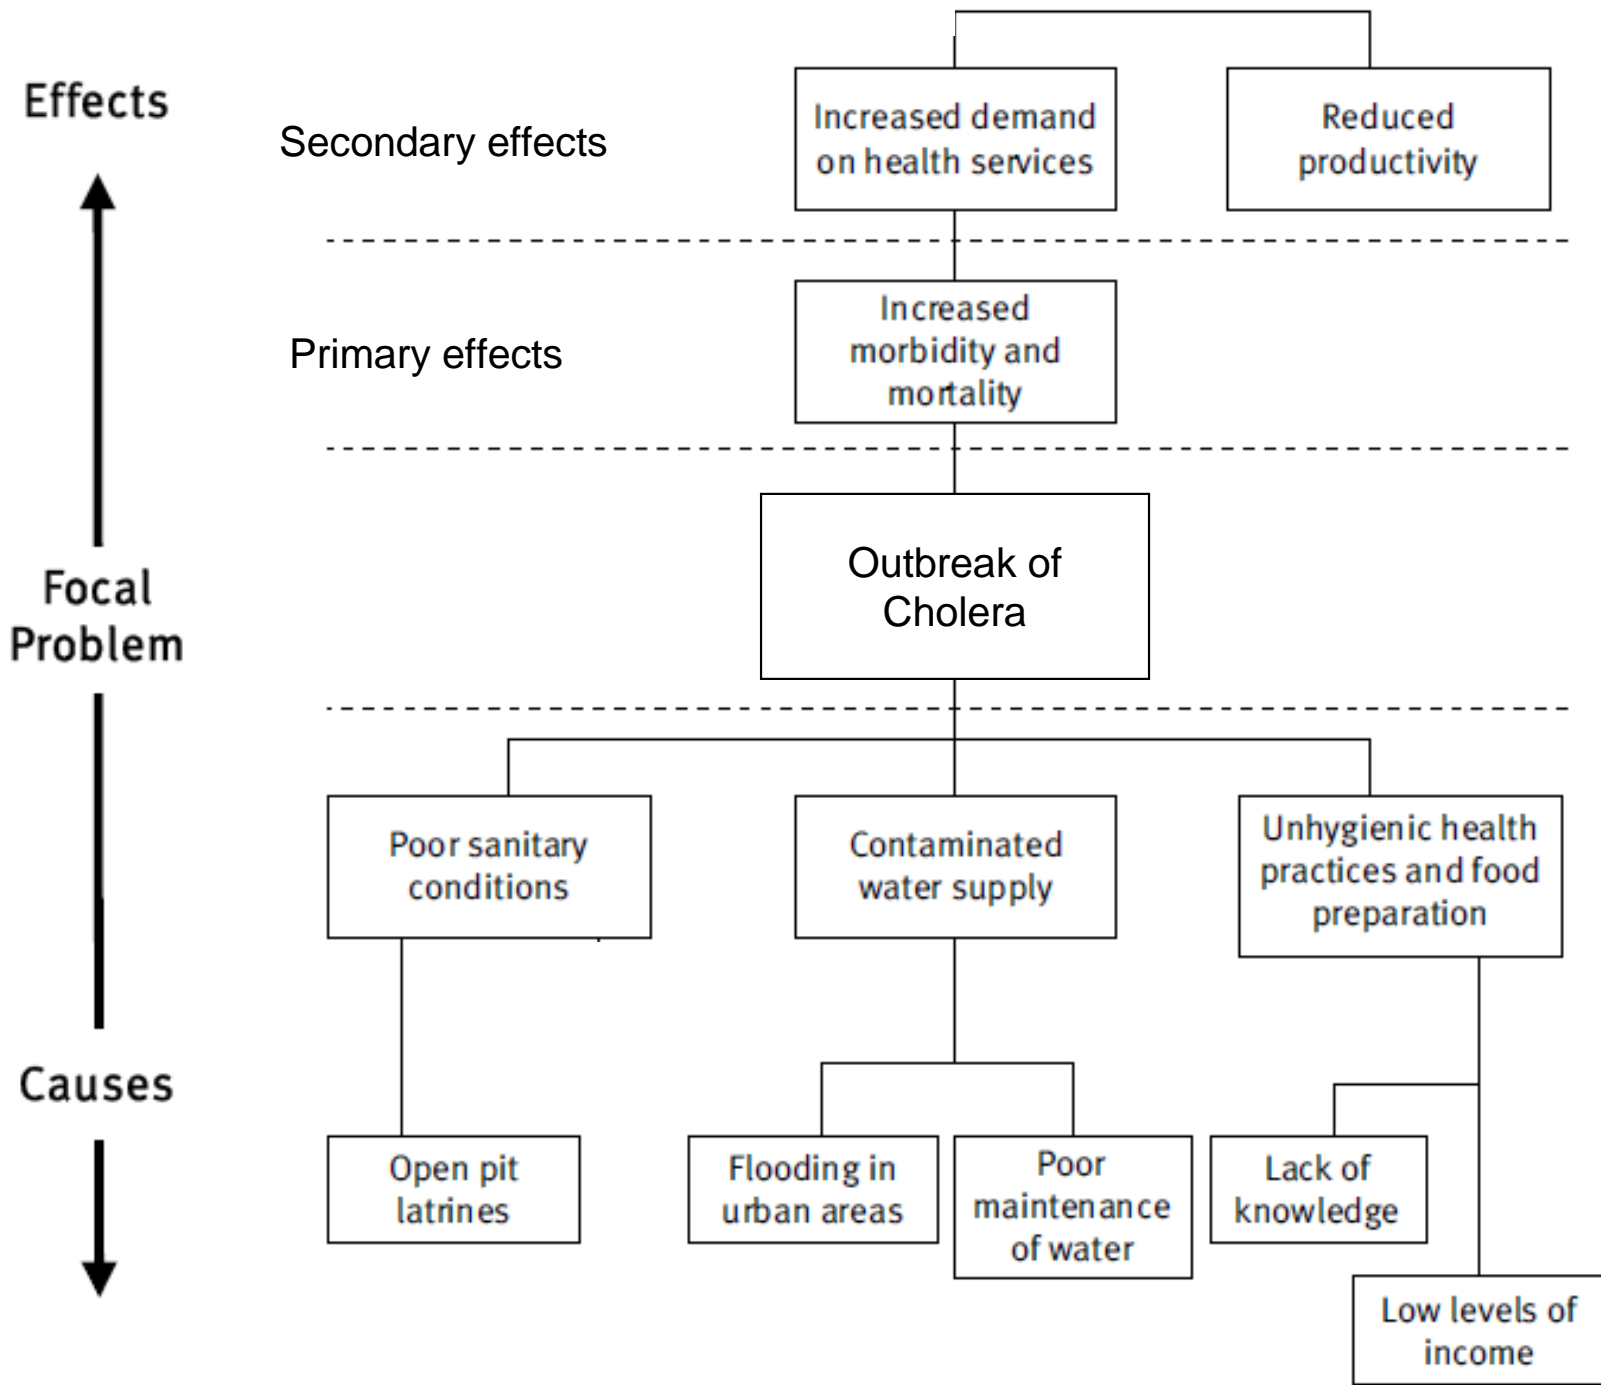 Effects
Secondary effects
Increased demand
on health services
Reduced
productivity
Primary effects
Increased
morbidity and
mortality
Focal
Problem
Outbreak of
Cholera
Poor sanitary
conditions
Contaminated
water supply
Unhygienic health
practices and food
preparation
Causes
Open pit
latrines
Flooding in
urban areas
Poor
maintenance
of water
Lack of
knowledge
Low levels of
income